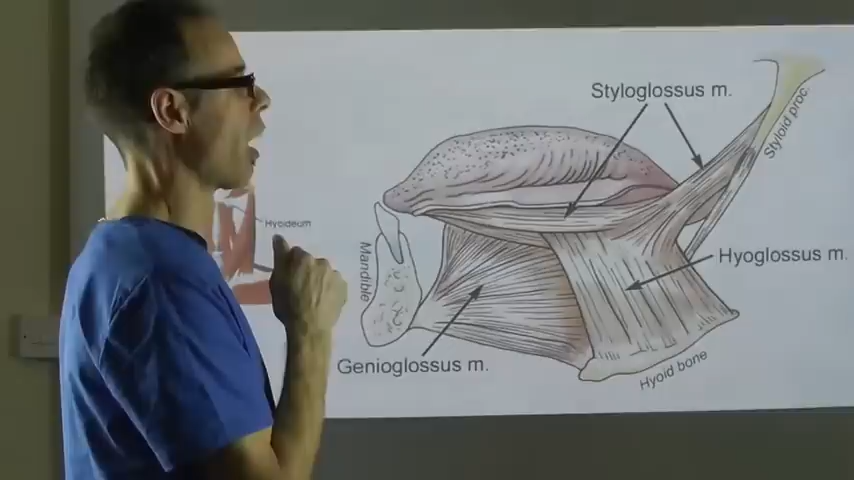 Styloglossus m.
Styloid proc.
Hyoideum
Mandible
Hyoglossus m.
Genioglossus m.
Hyoid bone